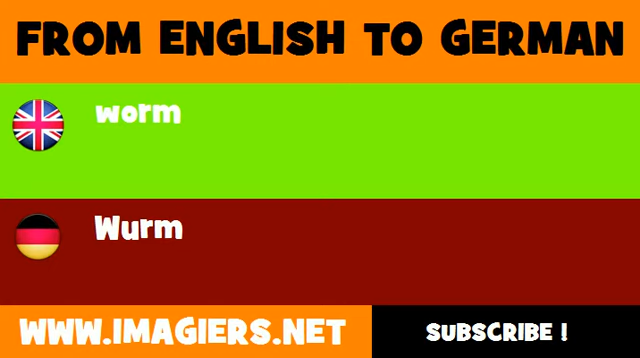 FROM ENGLISH TO GERMAN
worm
Wurm
WWW.IMAGIERS.NET
SUBSCRIBE !